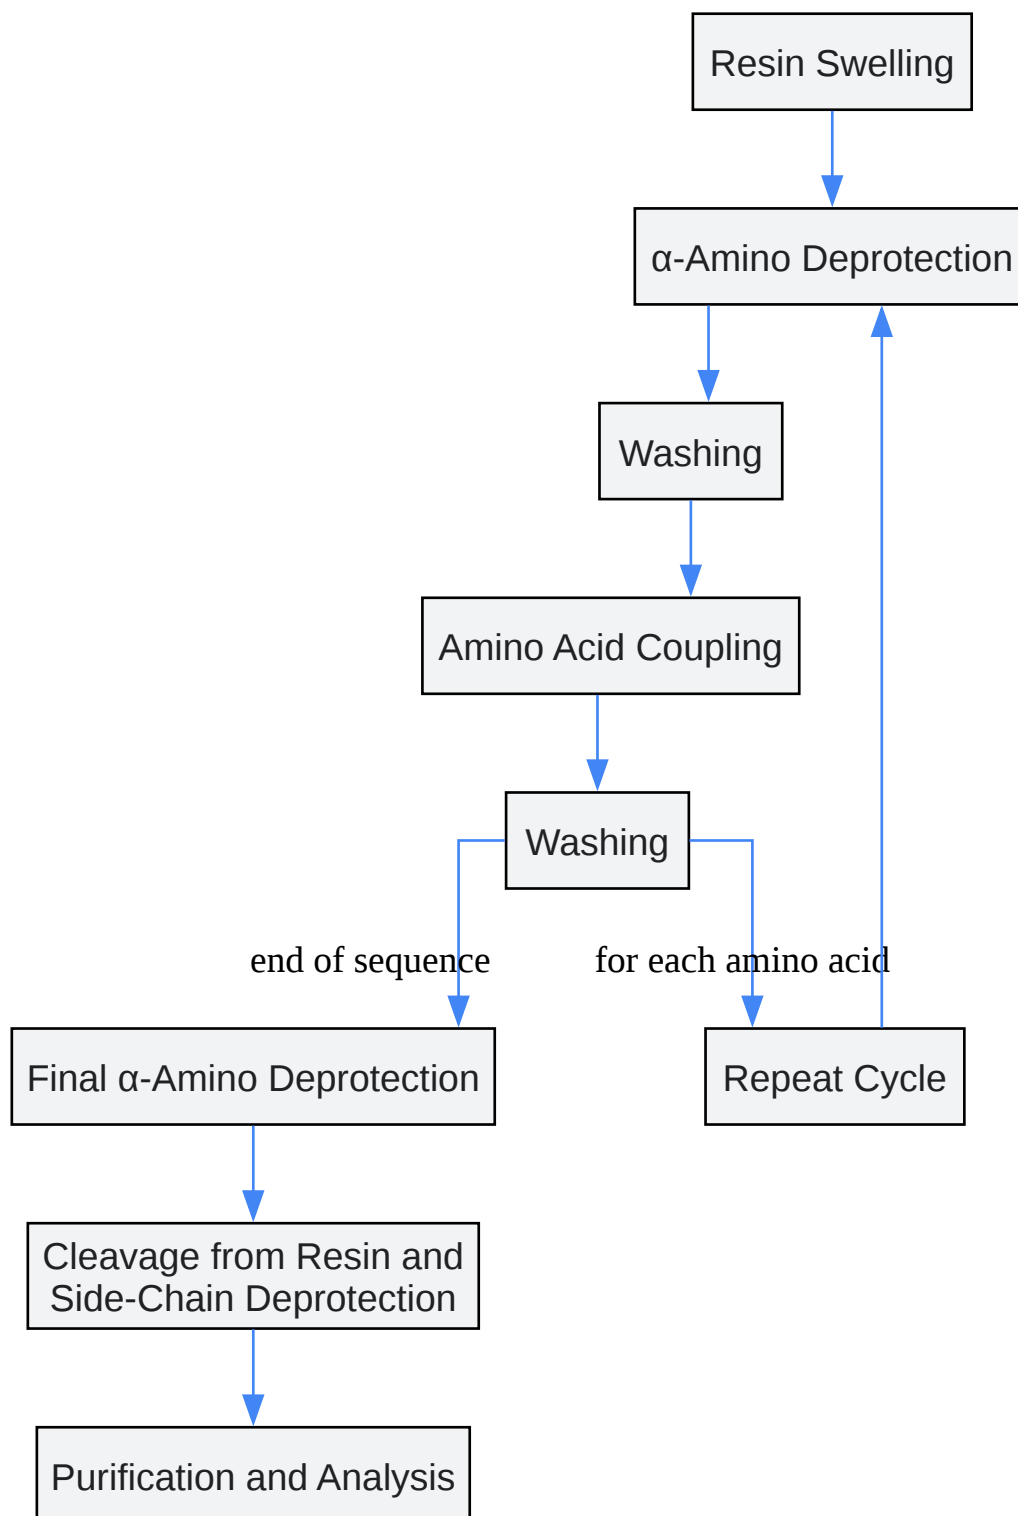 Resin Swelling
α-Amino Deprotection
Washing
Amino Acid Coupling
Washing
end of sequence
for each amino acid
Final α-Amino Deprotection
Repeat Cycle
Cleavage from Resin and
Side-Chain Deprotection
Purification and Analysis